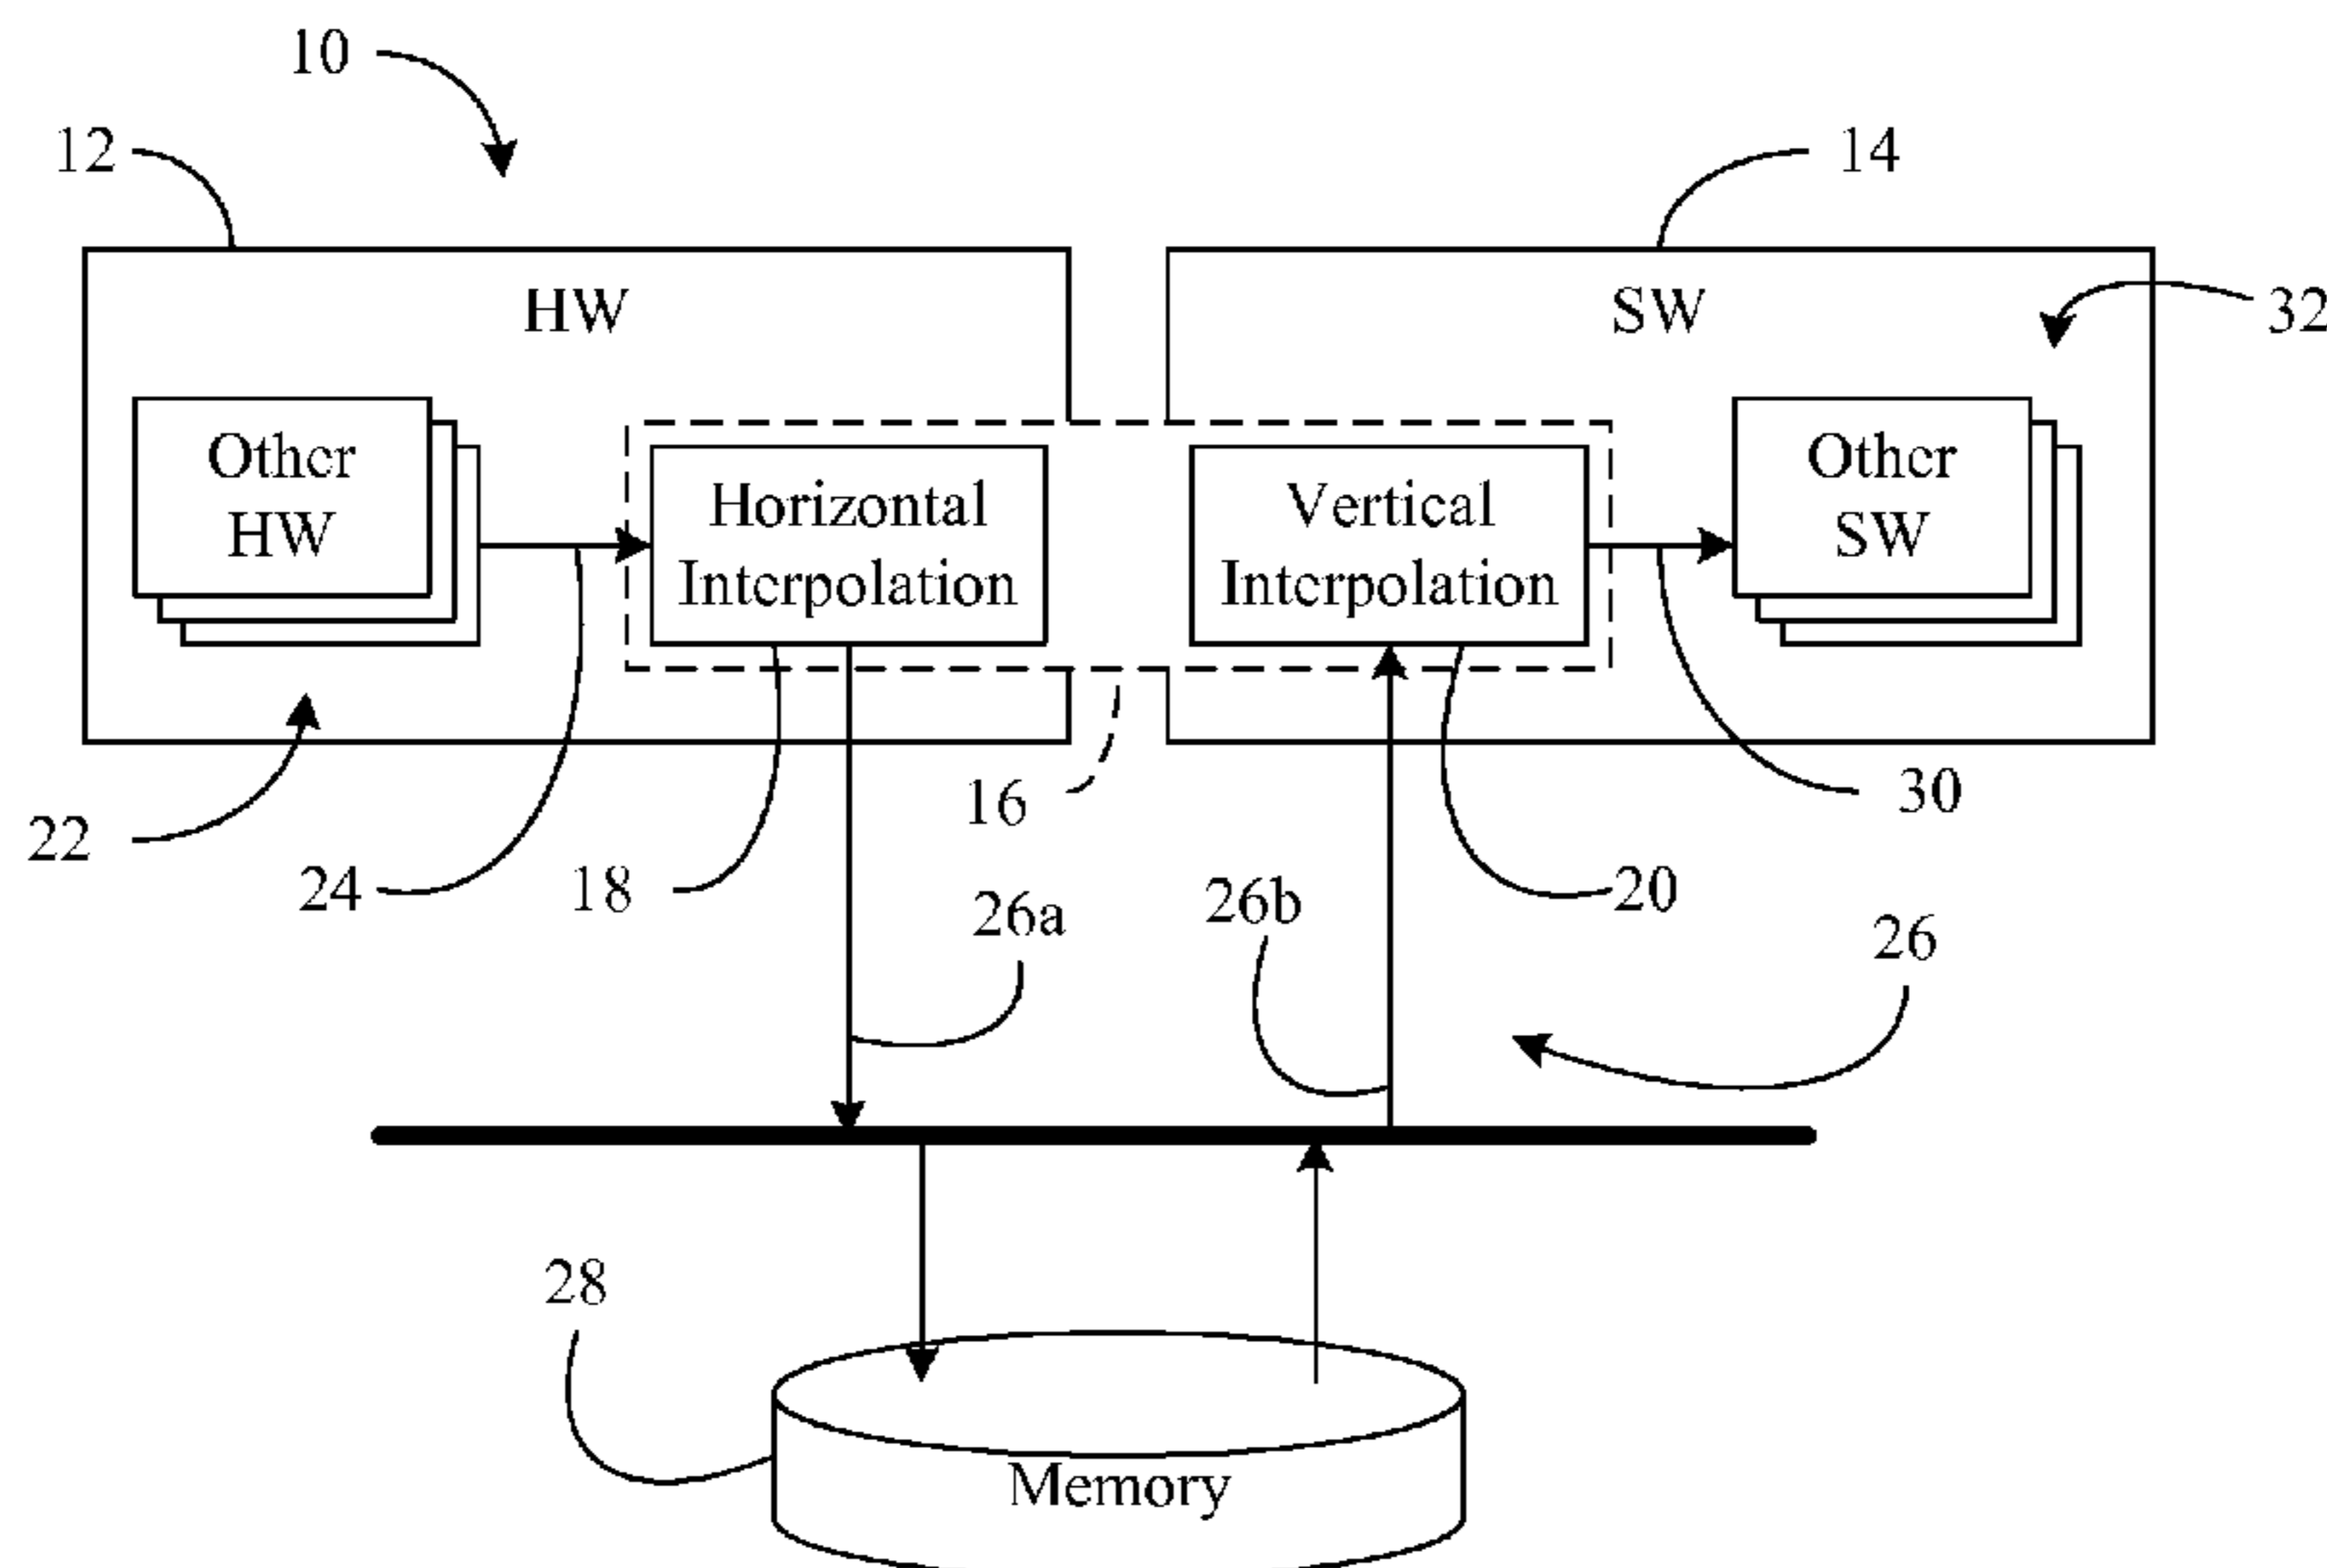 10
12
14
HW
SW
32
Other
HW
Horizontal
Interpolation
Vertical
Interpolation
Other
SW
16
30
22
24
18
26a
26b
20
26
28
Memory